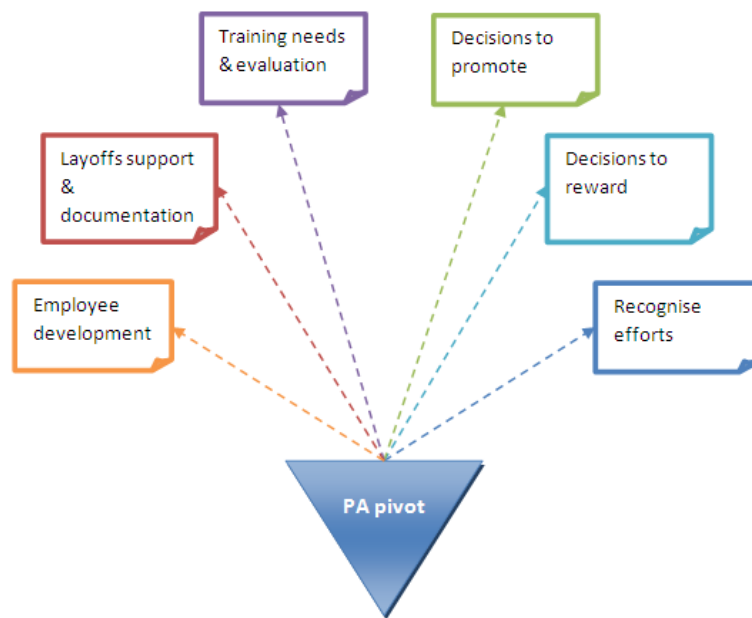 Training needs
& evaluation
Decisions to
promote
Layoffs support
&
documentation
Decisions to
reward
Employee
development
Recognise
efforts
PA pivot